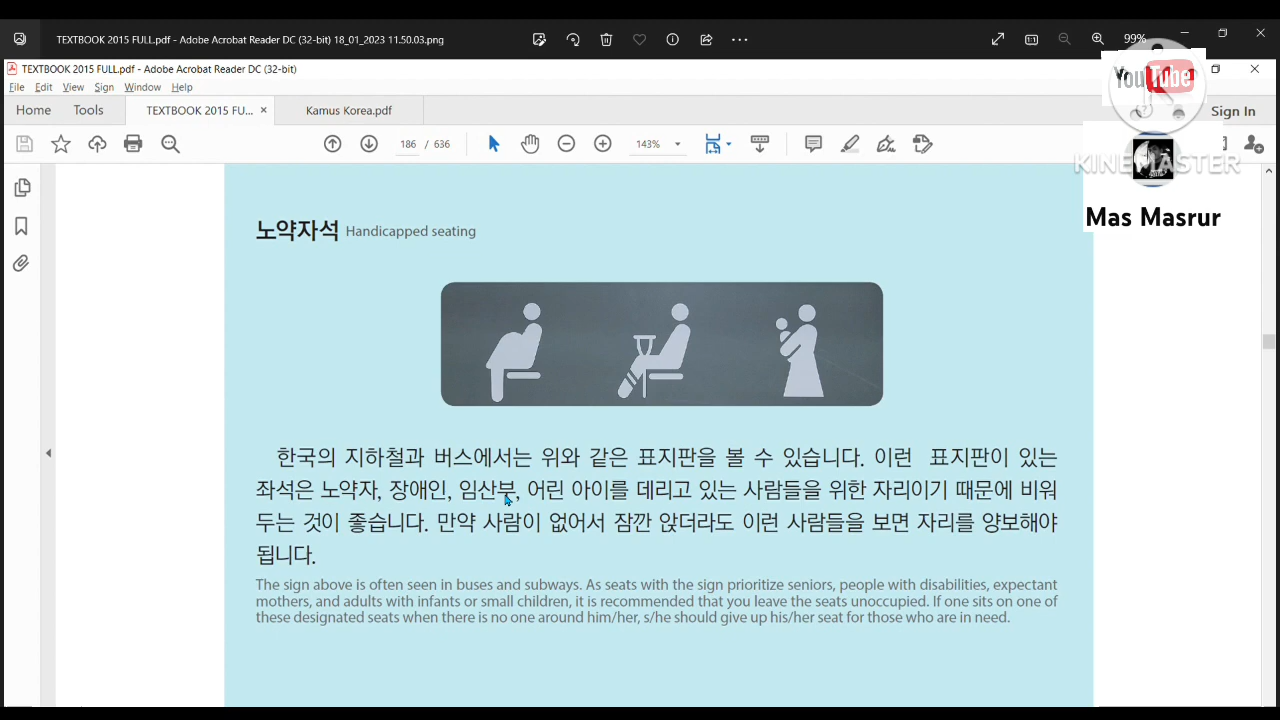 TEXTBOOK 2015 FULL.pdf - Adobe Acrobat Reader DC (32-bit) 18_01_2023 11.50.03.png
99%
TEXTBOOK 2015 FULL.pdf - Adobe Acrobat Reader DC (32-bit)
YouTube
File Edit View Sign Window Help
Home Tools TEXTBOOK 2015 FU... × Kamus Korea.pdf Sign In
186 / 636 143%
KINEMASTER
Mas Masrur
노약자석 Handicapped seating
한국의 지하철과 버스에서는 위와 같은 표지판을 볼 수 있습니다. 이런 표지판이 있는
좌석은 노약자, 장애인, 임산부, 어린 아이를 데리고 있는 사람들을 위한 자리이기 때문에 비워
두는 것이 좋습니다. 만약 사람이 없어서 잠깐 앉더라도 이런 사람들을 보면 자리를 양보해야
됩니다.
The sign above is often seen in buses and subways. As seats with the sign prioritize seniors, people with disabilities, expectant
mothers, and adults with infants or small children, it is recommended that you leave the seats unoccupied. If one sits on one of
these designated seats when there is no one around him/her, s/he should give up his/her seat for those who are in need.